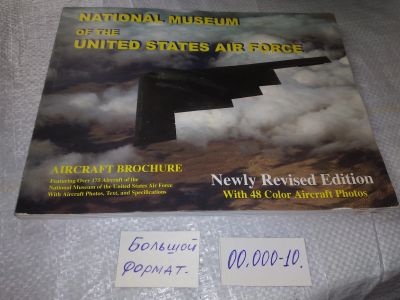 NATIONAL MUSEUM
OF THE
UNITED STATES AIR FORCE
AIRCRAFT BROCHURE
Featuring Over 175 Aircraft of the
National Museum of the United States Air Force
With Aircraft Photos, Text, and Specifications
Newly Revised Edition
With 48 Color Aircraft Photos
Большой
формат.
00,000-10.